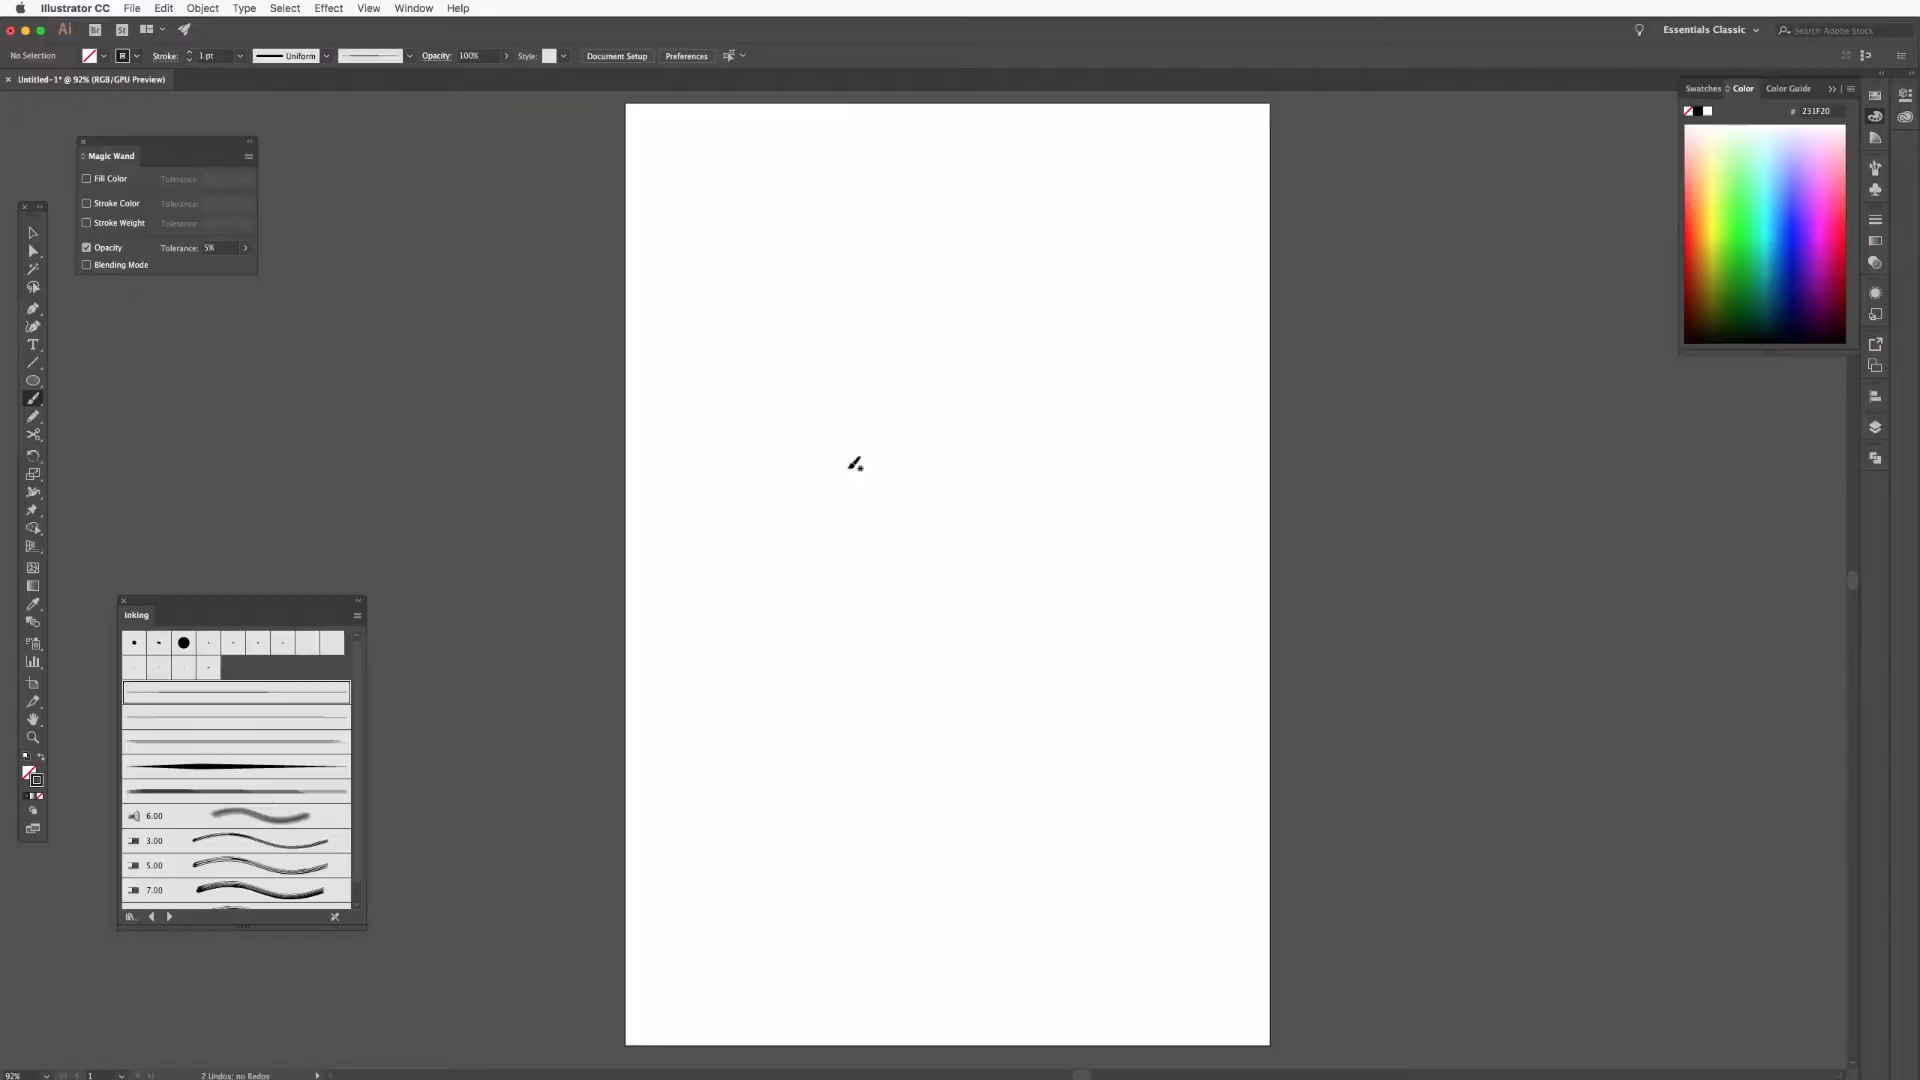 Illustrator CC File Edit Object Type Select Effect View Window Help
Ai Br St Essentials Classic Search Adobe Stock
No Selection Stroke: 1 pt Uniform Opacity: 100% Style: Document Setup Preferences
Untitled-1* @ 92% (RGB/GPU Preview)
Swatches Color Color Guide
# 231F20
Magic Wand
Fill Color Tolerance:
Stroke Color Tolerance:
Stroke Weight Tolerance:
Opacity Tolerance: 5%
Blending Mode
inking
6.00
3.00
5.00
7.00
92% 1 2 Undos: no Redos